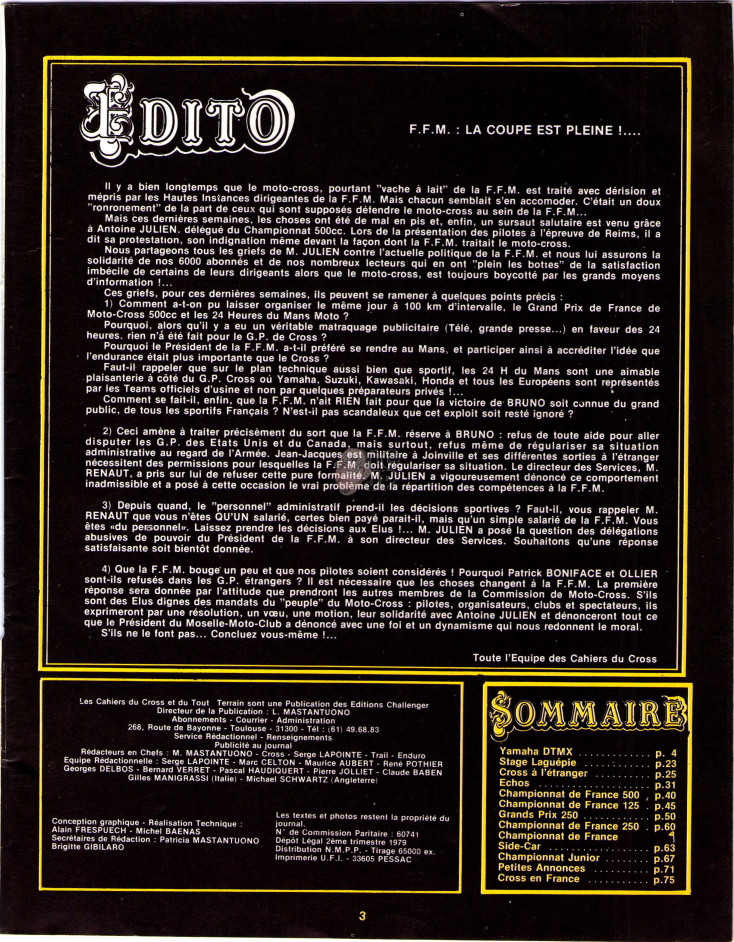 EDITO
F.F.M. : LA COUPE EST PLEINE !....
Il y a bien longtemps que le moto-cross, pourtant "vache à lait" de la F.F.M. est traité avec dérision et
mépris par les Hautes Instances dirigeantes de la F.F.M. Mais chacun semblait s'en accomoder. C'était un doux
"ronronement" de la part de ceux qui sont supposés défendre le moto-cross au sein de la F.F.M...
Mais ces dernières semaines, les choses ont été de mal en pis et, enfin, un sursaut salutaire est venu grâce
à Antoine JULIEN, délégué du Championnat 500cc. Lors de la présentation des pilotes à l'épreuve de Reims, il a
dit sa protestation, son indignation même devant la façon dont la F.F.M. traitait le moto-cross.
Nous partageons tous les griefs de M. JULIEN contre l'actuelle politique de la F.F.M. et nous lui assurons la
solidarité de nos 6000 abonnés et de nos nombreux lecteurs qui en ont "plein les bottes" de la satisfaction
imbécile de certains de leurs dirigeants alors que le moto-cross, est toujours boycotté par les grands moyens
d'information !...
Ces griefs, pour ces dernières semaines, ils peuvent se ramener à quelques points précis :
1) Comment a-t-on pu laisser organiser le même jour à 100 km d'intervalle, le Grand Prix de France de
Moto-Cross 500cc et les 24 Heures du Mans Moto ?
Pourquoi, alors qu'il y a eu un véritable matraquage publicitaire (Télé, grande presse...) en faveur des 24
heures, rien n'à été fait pour le G.P. de Cross ?
Pourquoi le Président de la F.F.M. a-t-il préféré se rendre au Mans, et participer ainsi à accréditer l'idée que
l'endurance était plus importante que le Cross ?
Faut-il rappeler que sur le plan technique aussi bien que sportif, les 24 H du Mans sont une aimable
plaisanterie à côté du G.P. Cross où Yamaha, Suzuki, Kawasaki, Honda et tous les Européens sont représentés
par les Teams officiels d'usine et non par quelques préparateurs privés !...
Comment se fait-il, enfin, que la F.F.M. n'ait RIEN fait pour que la victoire de BRUNO soit connue du grand
public, de tous les sportifs Français ? N'est-il pas scandaleux que cet exploit soit resté ignoré ?
2) Ceci amène à traiter précisèment du sort que la F.F.M. réserve à BRUNO : refus de toute aide pour aller
disputer les G.P. des Etats Unis et du Canada, mais surtout, refus même de régulariser sa situation
administrative au regard de l'Armée. Jean-Jacques est militaire à Joinville et ses différentes sorties à l'étranger
nécessitent des permissions pour lesquelles la F.F.M. doit régulariser sa situation. Le directeur des Services, M.
RENAUT, a pris sur lui de refuser cette pure formalité. M. JULIEN a vigoureusement dénoncé ce comportement
inadmissible et a posé à cette occasion le vrai problème de la répartition des compétences à la F.F.M.
3) Depuis quand, le "personnel" administratif prend-il les décisions sportives ? Faut-il, vous rappeler M.
RENAUT que vous n'êtes QU'UN salarié, certes bien payé parait-il, mais qu'un simple salarié de la F.F.M. Vous
êtes «du personnel». Laissez prendre les décisions aux Elus !... M. JULIEN a posé la question des délégations
abusives de pouvoir du Président de la F.F.M. à son directeur des Services. Souhaitons qu'une réponse
satisfaisante soit bientôt donnée.
4) Que la F.F.M. bouge un peu et que nos pilotes soient considérés ! Pourquoi Patrick BONIFACE et OLLIER
sont-ils refusés dans les G.P. étrangers ? Il est nécessaire que les choses changent à la F.F.M. La première
réponse sera donnée par l'attitude que prendront les autres membres de la Commission de Moto-Cross. S'ils
sont des Elus dignes des mandats du "peuple" du Moto-Cross : pilotes, organisateurs, clubs et spectateurs, ils
exprimeront par une résolution, un vœu, une motion, leur solidarité avec Antoine JULIEN et dénonceront tout ce
que le Président du Moselle-Moto-Club a dénoncé avec une foi et un dynamisme qui nous redonnent le moral.
S'ils ne le font pas... Concluez vous-même !...
Toute l'Equipe des Cahiers du Cross
Les Cahiers du Cross et du Tout Terrain sont une Publication des Editions Challenger
Directeur de la Publication : L. MASTANTUONO
Abonnements - Courrier - Administration
268, Route de Bayonne - Toulouse - 31300 - Tél : (61) 49.68.83
Service Rédactionnel - Renseignements
Publicité au journal
Rédacteurs en Chefs : M. MASTANTUONO - Cross - Serge LAPOINTE - Trail - Enduro
Equipe Rédactionnelle : Serge LAPOINTE - Marc CELTON - Maurice AUBERT - René POTHIER
Georges DELBOS - Bernard VERRET - Pascal HAUDIQUERT - Pierre JOLLIET - Claude BABEN
Gilles MANIGRASSI (Italie) - Michael SCHWARTZ (Angleterre)
Conception graphique - Réalisation Technique :
Alain FRESPUECH - Michel BAENAS
Secrétaires de Rédaction : Patricia MASTANTUONO
Brigitte GIBILARO
Les textes et photos restent la propriété du
journal.
N° de Commission Paritaire : 60741
Dépôt Légal 2ème trimestre 1979
Distribution N.M.P.P. - Tirage 65000 ex.
Imprimerie U.F.I. - 33605 PESSAC
SOMMAIRE
Yamaha DTMX ........... p. 4
Stage Laguépie ........... p.23
Cross à l'étranger ........... p.25
Echos ........... p.31
Championnat de France 500 . p.40
Championnat de France 125 . p.45
Grands Prix 250 ........... p.50
Championnat de France 250 . p.60
Championnat de France
Side-Car ........... p.63
Championnat Junior ........ p.67
Petites Annonces ........ p.71
Cross en France ........... p.75
3